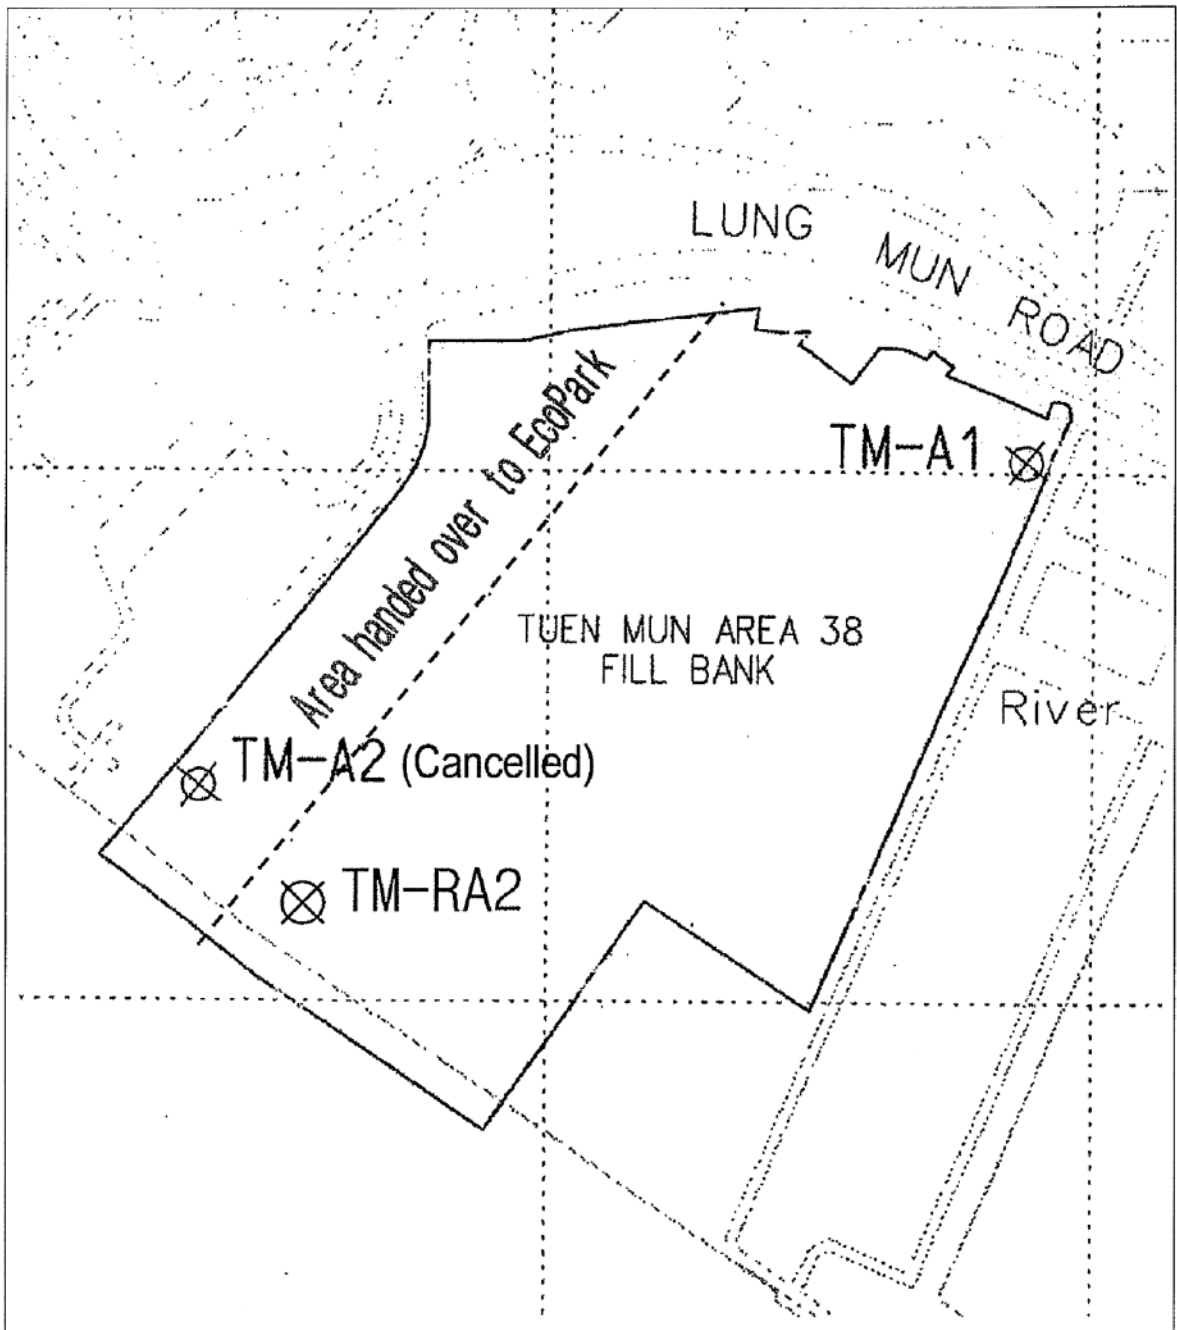 LUNG MUN ROAD
Area handed over to EcoPark
TM-A1
TUEN MUN AREA 38
FILL BANK
River
TM-A2 (Cancelled)
TM-RA2